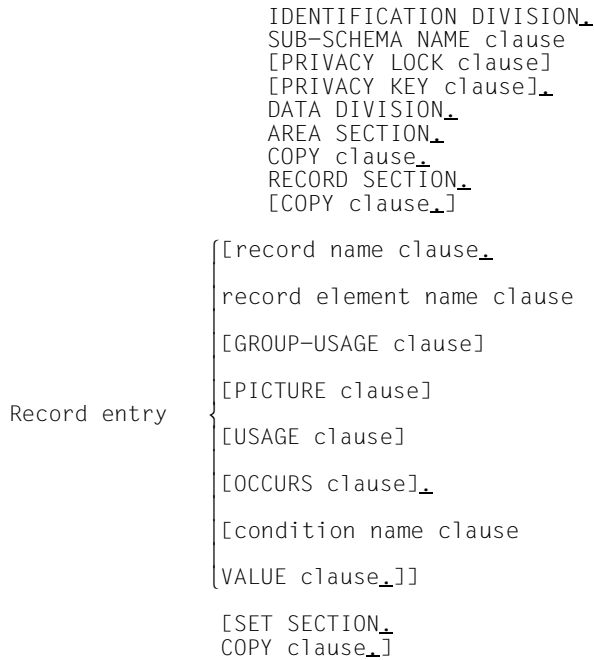 IDENTIFICATION DIVISION.
SUB-SCHEMA NAME clause
[PRIVACY LOCK clause]
[PRIVACY KEY clause].
DATA DIVISION.
AREA SECTION.
COPY clause.
RECORD SECTION.
[COPY clause.]
[record name clause.
record element name clause
[GROUP-USAGE clause]
[PICTURE clause]
Record entry
[USAGE clause]
[OCCURS clause].
[condition name clause
VALUE clause.]]
[SET SECTION.
COPY clause.]